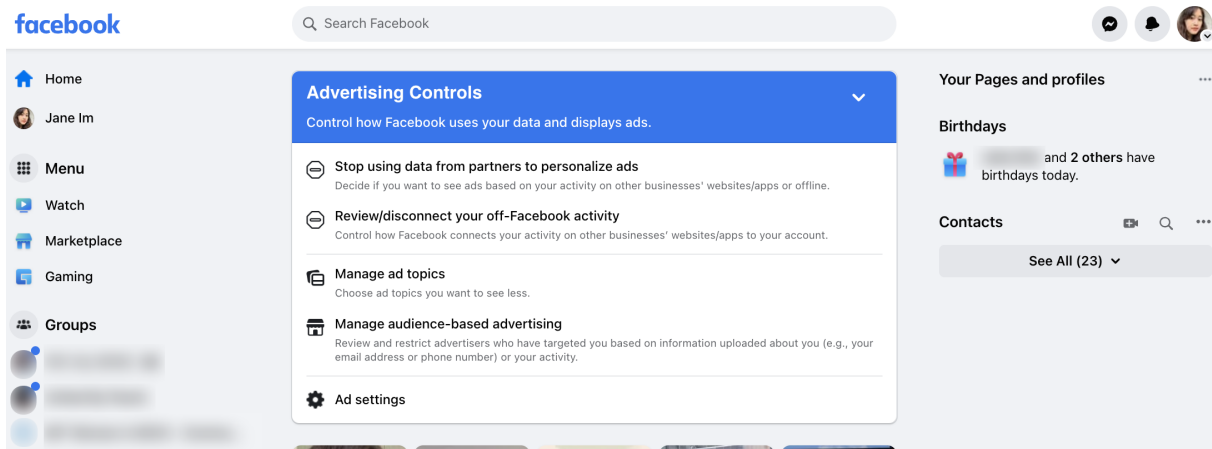 facebook
Search Facebook
Home
Jane Im
Menu
Watch
Marketplace
Gaming
Groups
Advertising Controls
Control how Facebook uses your data and displays ads.
Stop using data from partners to personalize ads
Decide if you want to see ads based on your activity on other businesses' websites/apps or offline.
Review/disconnect your off-Facebook activity
Control how Facebook connects your activity on other businesses' websites/apps to your account.
Manage ad topics
Choose ad topics you want to see less.
Manage audience-based advertising
Review and restrict advertisers who have targeted you based on information uploaded about you (e.g., your
email address or phone number) or your activity.
Ad settings
Your Pages and profiles
Birthdays
and 2 others have
birthdays today.
Contacts
See All (23)